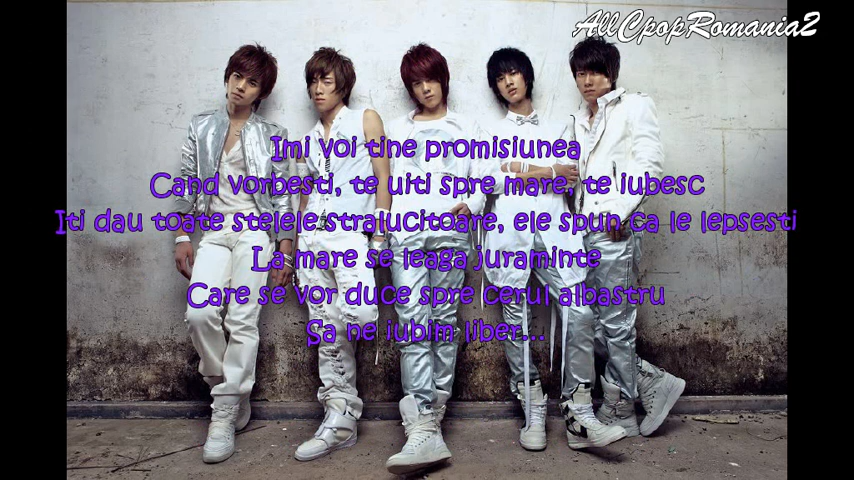 AllCpopRomania2
Imi voi tine promisiunea
Cand vorbesti, te uiti spre mare, te iubesc
Iti dau toate stelele stralucitoare, ele spun ca le lepsesti
La mare se leaga juraminte
Care se vor duce spre cerul albastru
Sa ne iubim liber...